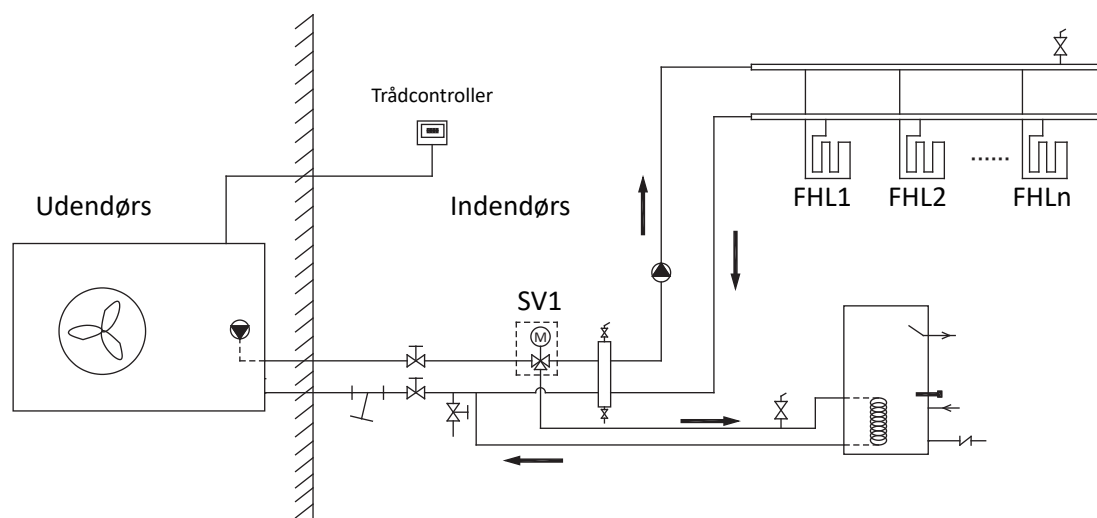 Trådcontroller
Udendørs
Indendørs
FHL1
FHL2
......
FHLn
SV1
M